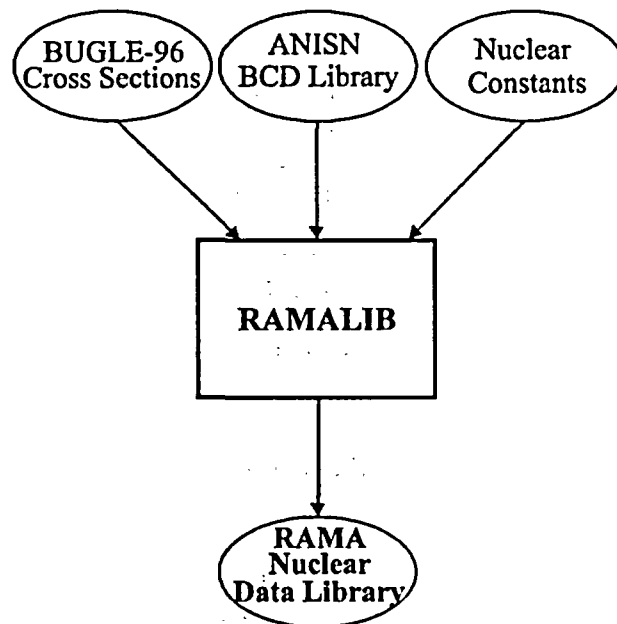 BUGLE-96
Cross Sections
ANISN
BCD Library
Nuclear
Constants
RAMALIB
RAMA
Nuclear
Data Library